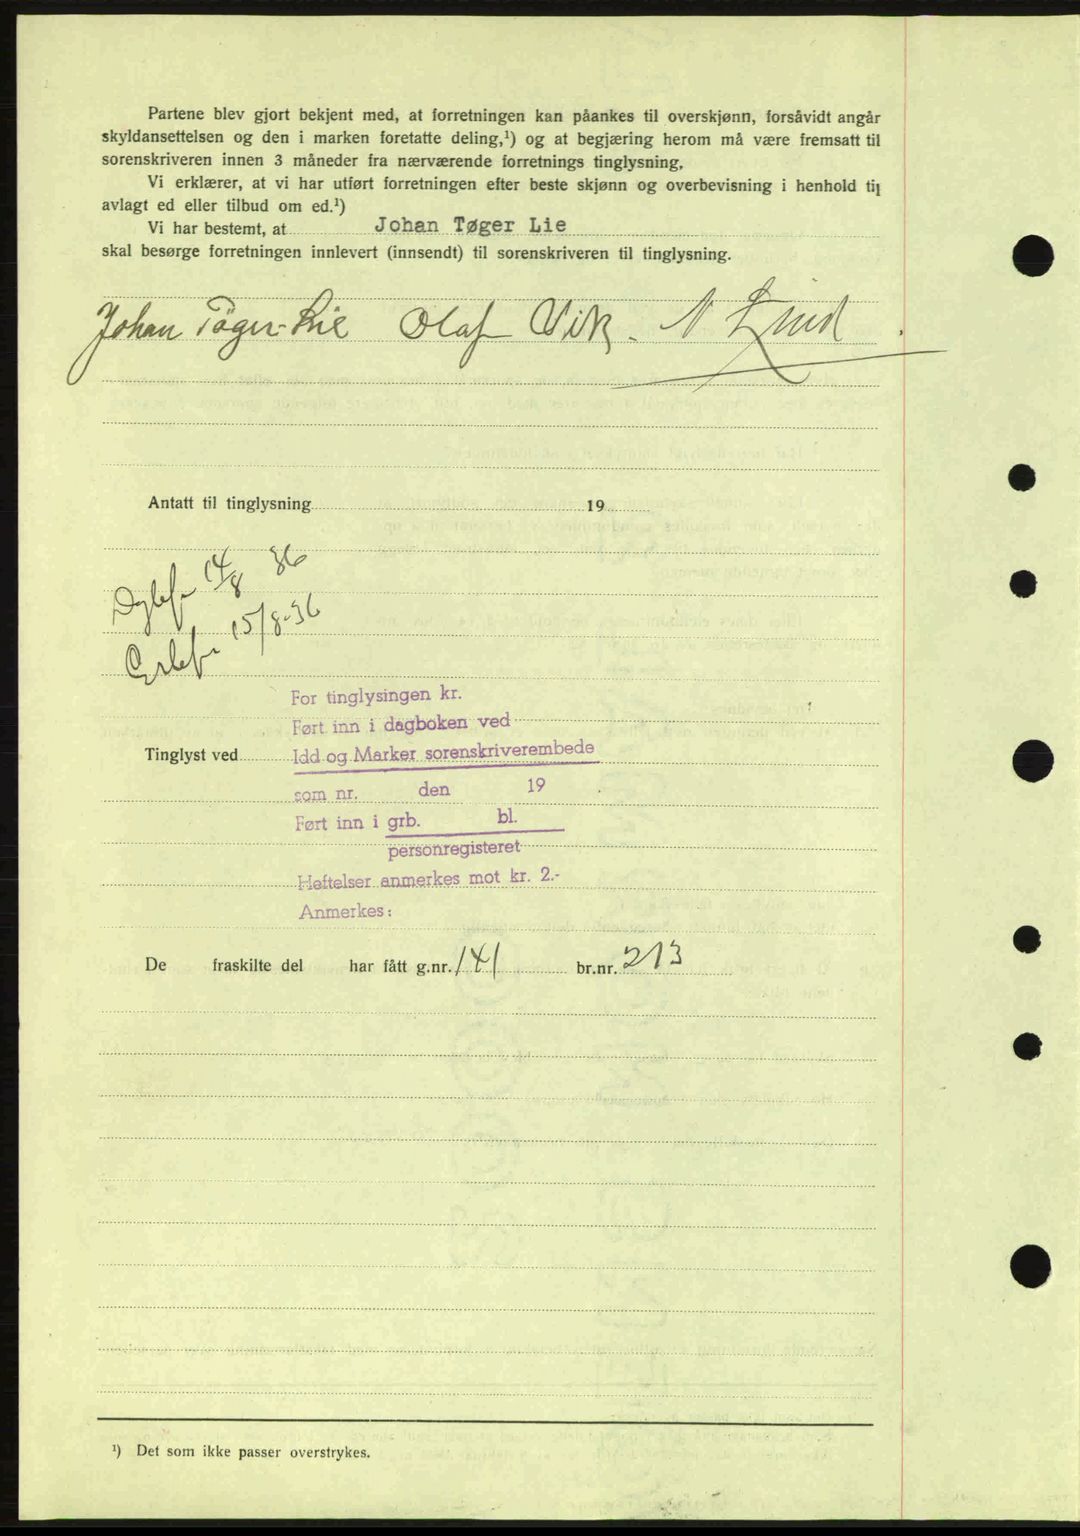 Partene blev gjort bekjent med, at forretningen kan påankes til overskjønn, forsåvidt angår
skyldansettelsen og den i marken foretatte deling,¹) og at begjæring herom må være fremsatt til
sorenskriveren innen 3 måneder fra nærværende forretnings tinglysning.
Vi erklærer, at vi har utført forretningen efter beste skjønn og overbevisning i henhold til
avlagt ed eller tilbud om ed.¹)
Vi har bestemt, at Johan Tøger Lie
skal besørge forretningen innlevert (innsendt) til sorenskriveren til tinglysning.
Johan Tøger Lie Olaf Vik. N Lind
Antatt til tinglysning 19
14/8 36
15/8-36
For tinglysingen kr.
Ført inn i dagboken ved
Tinglyst ved Idd og Marker sorenskriverembede
som nr. den 19
Ført inn i grb. bl.
personregisteret
Heftelser anmerkes mot kr. 2.-
Anmerkes:
De fraskilte del har fått g.nr. 141 br.nr. 213
¹) Det som ikke passer overstrykes.